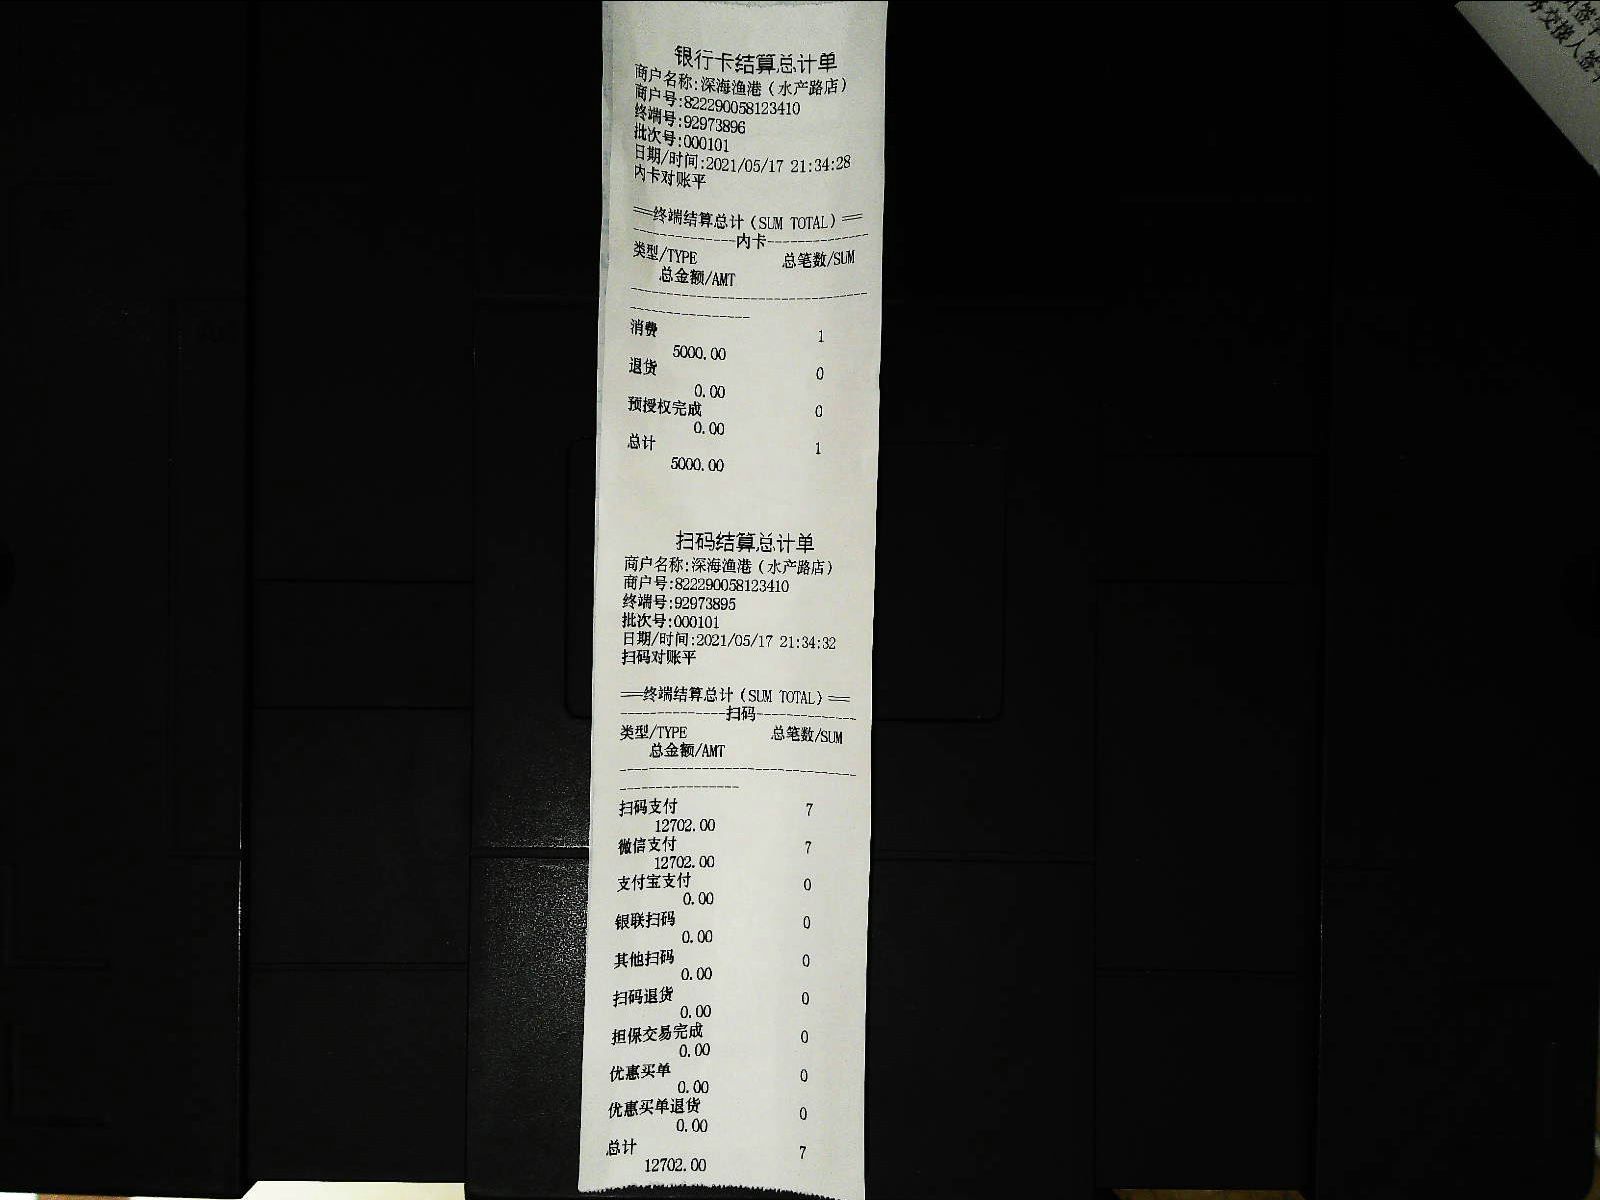 银行卡结算总计单
商户名称:深海渔港(水产路店)
商户号:822290058123410
终端号:92973896
批次号:000101
日期/时间:2021/05/17 21:34:28
内卡对账平
==终端结算总计(SUM TOTAL)==
---------------内卡---------------
类型/TYPE 总笔数/SUM
总金额/AMT
消费 1
5000.00
退货 0
0.00
预授权完成 0
0.00
总计 1
5000.00
扫码结算总计单
商户名称:深海渔港(水产路店)
商户号:822290058123410
终端号:92973895
批次号:000101
日期/时间:2021/05/17 21:34:32
扫码对账平
==终端结算总计(SUM TOTAL)==
---------------扫码---------------
类型/TYPE 总笔数/SUM
总金额/AMT
扫码支付 7
12702.00
微信支付 7
12702.00
支付宝支付 0
0.00
银联扫码 0
0.00
其他扫码 0
0.00
扫码退货 0
0.00
担保交易完成 0
0.00
优惠买单 0
0.00
优惠买单退货 0
0.00
总计 7
12702.00
交接人签